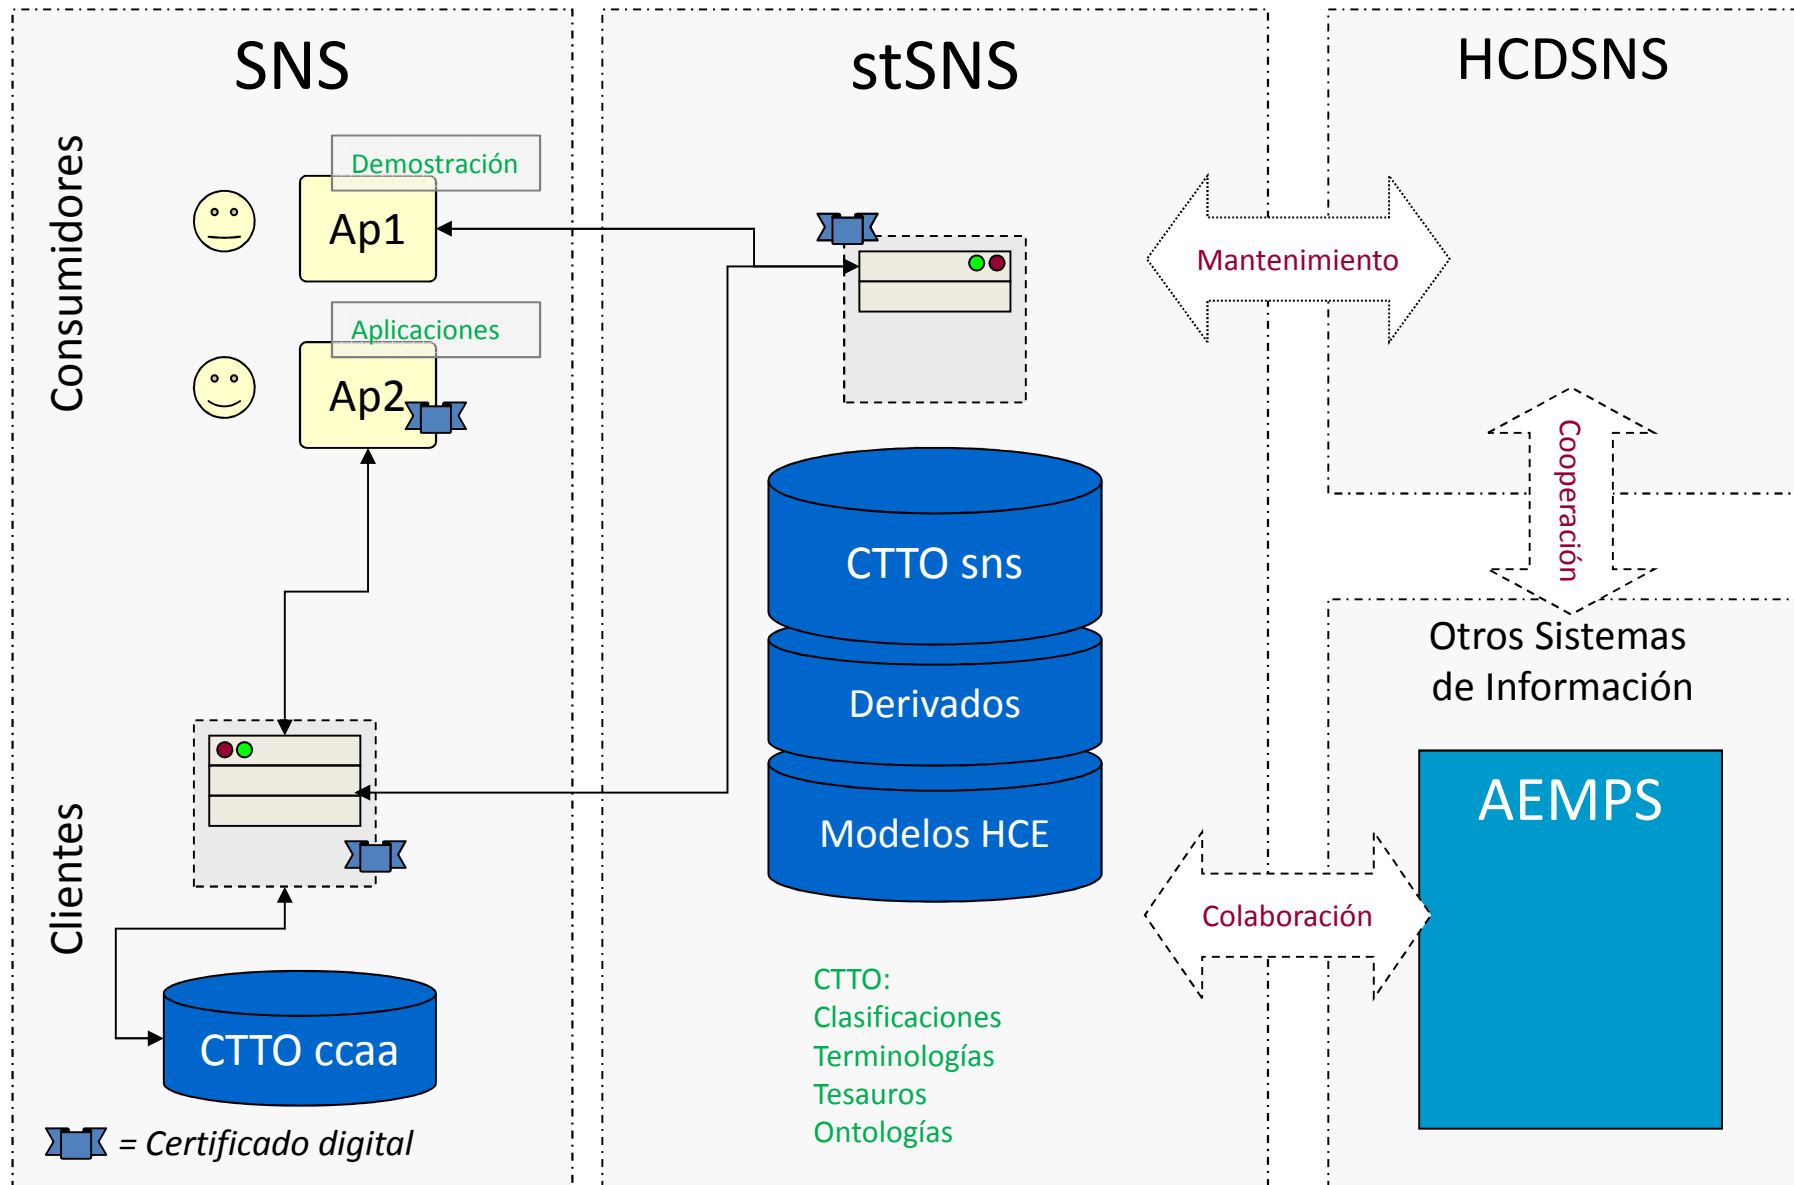 SNS
stSNS
HCDSNS
Consumidores
Demostración
Ap1
Aplicaciones
Ap2
Mantenimiento
Cooperación
CTTO sns
Derivados
Modelos HCE
Otros Sistemas
de Información
AEMPS
Colaboración
Clientes
CTTO ccaa
= Certificado digital
CTTO:
Clasificaciones
Terminologías
Tesauros
Ontologías